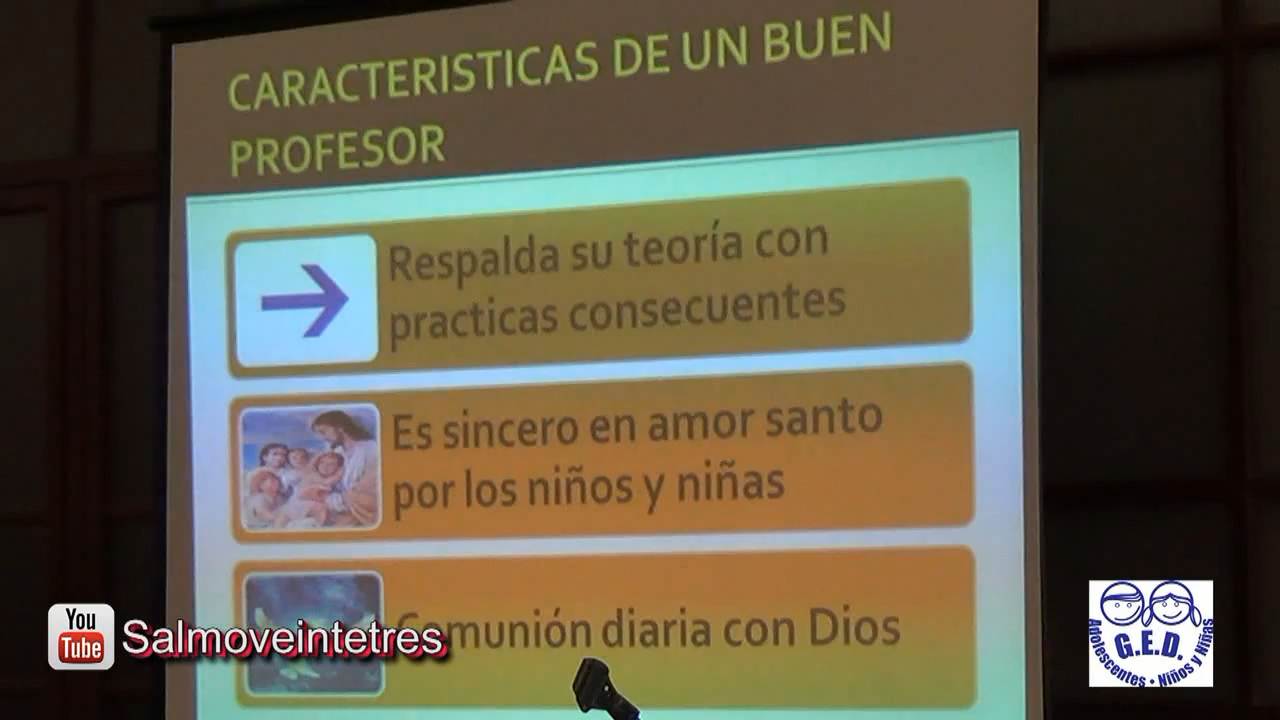 CARACTERISTICAS DE UN BUEN
PROFESOR
Respalda su teoría con
practicas consecuentes
Es sincero en amor santo
por los niños y niñas
Comunión diaria con Dios
You
Tube
Salmoveintetres
G.E.D.
Adolescentes • Niños y Niñas